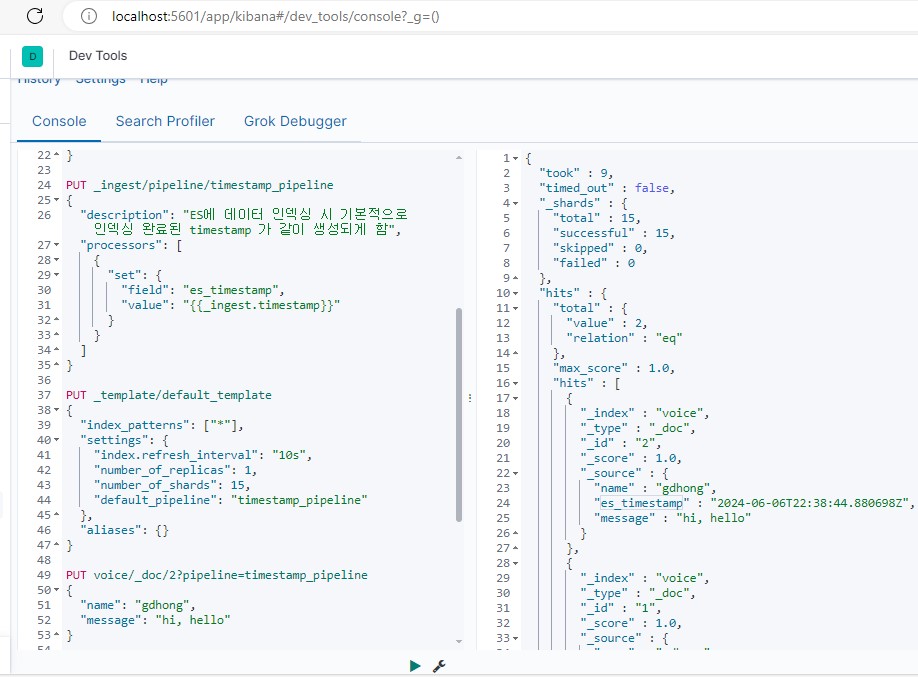 localhost:5601/app/kibana#/dev_tools/console?_g=()
D Dev Tools
History Settings Help
Console Search Profiler Grok Debugger
22 }
23
24 PUT _ingest/pipeline/timestamp_pipeline
25 {
26 "description": "ES에 데이터 인덱싱 시 기본적으로
인덱싱 완료된 timestamp 가 같이 생성되게 함",
27 "processors": [
28 {
29 "set": {
30 "field": "es_timestamp",
31 "value": "{{_ingest.timestamp}}"
32 }
33 }
34 ]
35 }
36
37 PUT _template/default_template
38 {
39 "index_patterns": ["*"],
40 "settings": {
41 "index.refresh_interval": "10s",
42 "number_of_replicas": 1,
43 "number_of_shards": 15,
44 "default_pipeline": "timestamp_pipeline"
45 },
46 "aliases": {}
47 }
48
49 PUT voice/_doc/2?pipeline=timestamp_pipeline
50 {
51 "name": "gdhong",
52 "message": "hi, hello"
53 }
54
1 {
2 "took" : 9,
3 "timed_out" : false,
4 "_shards" : {
5 "total" : 15,
6 "successful" : 15,
7 "skipped" : 0,
8 "failed" : 0
9 },
10 "hits" : {
11 "total" : {
12 "value" : 2,
13 "relation" : "eq"
14 },
15 "max_score" : 1.0,
16 "hits" : [
17 {
18 "_index" : "voice",
19 "_type" : "_doc",
20 "_id" : "2",
21 "_score" : 1.0,
22 "_source" : {
23 "name" : "gdhong",
24 "es_timestamp" : "2024-06-06T22:38:44.880698Z",
25 "message" : "hi, hello"
26 }
27 },
28 {
29 "_index" : "voice",
30 "_type" : "_doc",
31 "_id" : "1",
32 "_score" : 1.0,
33 "_source" : {